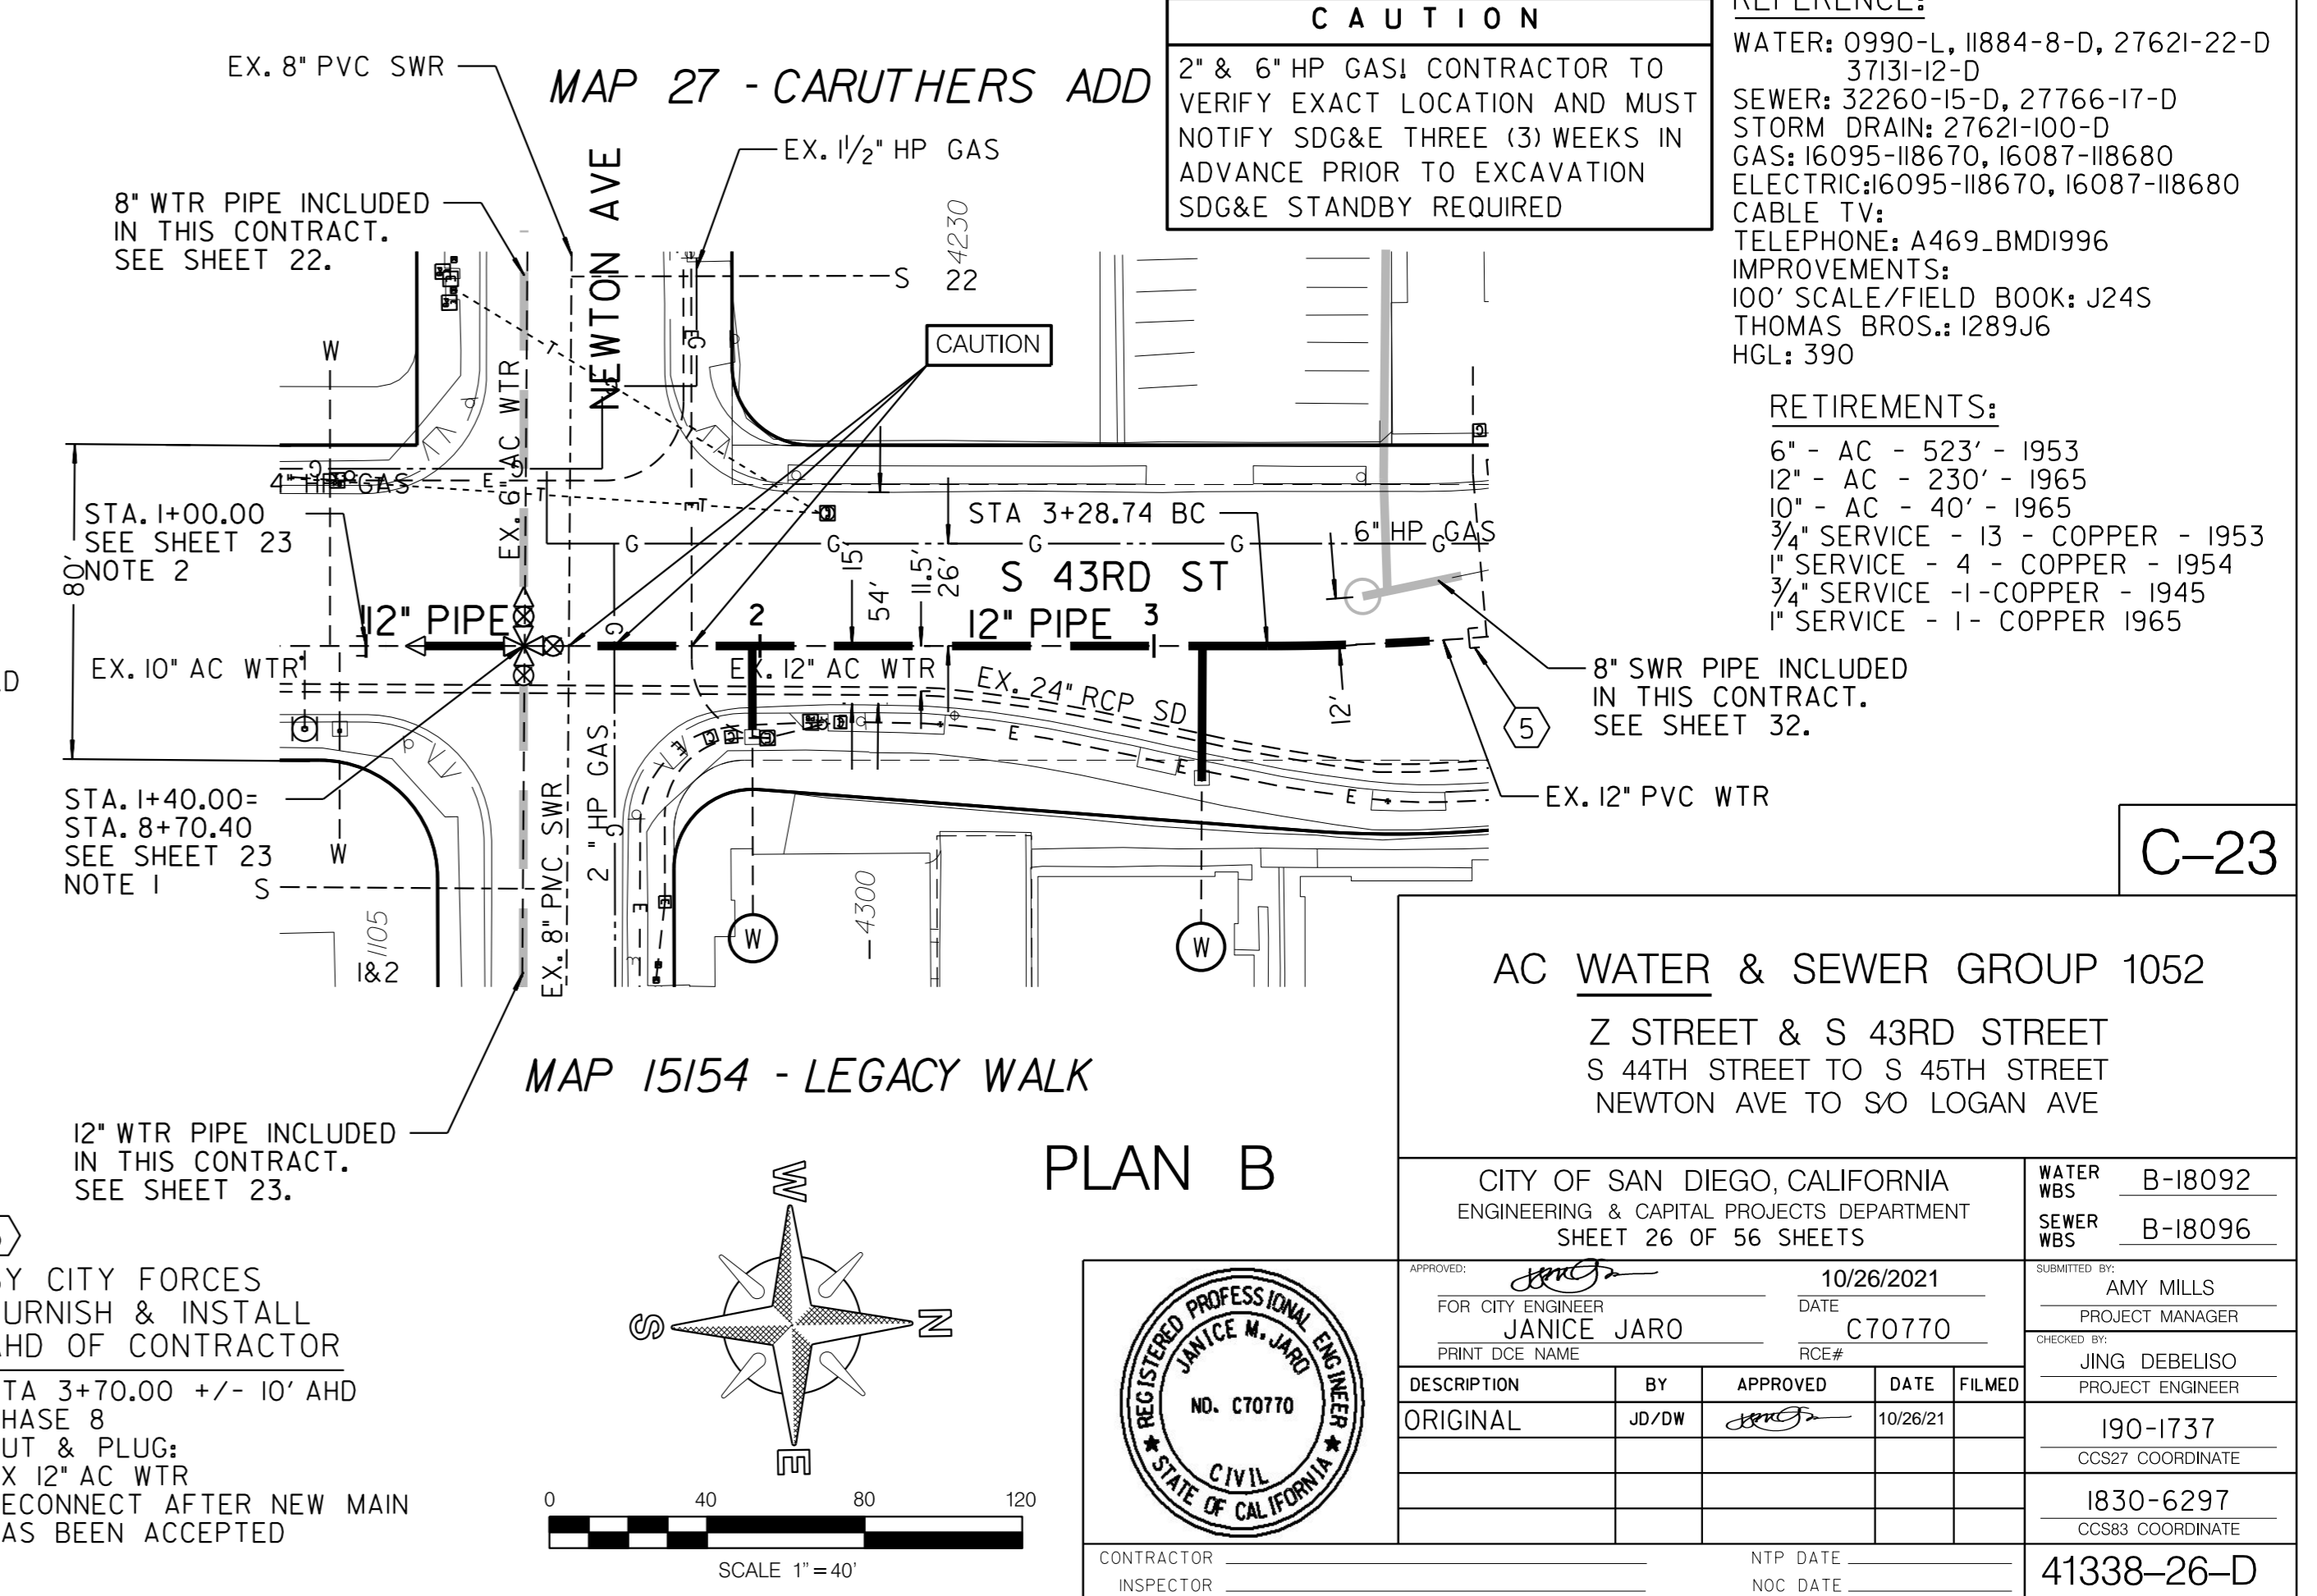 CAUTION
2" & 6" HP GAS! CONTRACTOR TO
VERIFY EXACT LOCATION AND MUST
NOTIFY SDG&E THREE (3) WEEKS IN
ADVANCE PRIOR TO EXCAVATION
SDG&E STANDBY REQUIRED
REFERENCE:
WATER: 0990-L, 11884-8-D, 27621-22-D
37131-12-D
SEWER: 32260-15-D, 27766-17-D
STORM DRAIN: 27621-100-D
GAS: 16095-118670, 16087-118680
ELECTRIC:16095-118670, 16087-118680
CABLE TV:
TELEPHONE: A469_BMD1996
IMPROVEMENTS:
100' SCALE/FIELD BOOK: J24S
THOMAS BROS.: 1289J6
HGL: 390
RETIREMENTS:
6" - AC - 523' - 1953
12" - AC - 230' - 1965
10" - AC - 40' - 1965
3/4" SERVICE - 13 - COPPER - 1953
1" SERVICE - 4 - COPPER - 1954
3/4" SERVICE -1-COPPER - 1945
1" SERVICE - 1 - COPPER 1965
EX. 8" PVC SWR
MAP 27 - CARUTHERS ADD
EX. 1 1/2" HP GAS
8" WTR PIPE INCLUDED
IN THIS CONTRACT.
SEE SHEET 22.
NEWTON AVE
4230
S
22
CAUTION
W
EX. 6" AC WTR
4" HP GAS
STA. 1+00.00
SEE SHEET 23
NOTE 2
80'
STA 3+28.74 BC
6" HP GAS
G
G
G
G
G
15'
54'
11.5'
26'
S 43RD ST
12" PIPE
2
12" PIPE
3
EX. 10" AC WTR
EX. 12" AC WTR
EX. 24" RCP SD
12'
8" SWR PIPE INCLUDED
IN THIS CONTRACT.
SEE SHEET 32.
5
EX. 12" PVC WTR
STA. 1+40.00=
STA. 8+70.40
SEE SHEET 23
NOTE 1
W
S
2" HP GAS
EX. 8" PVC SWR
E
E
E
1105
1&2
4300
W
W
MAP 15154 - LEGACY WALK
12" WTR PIPE INCLUDED
IN THIS CONTRACT.
SEE SHEET 23.
PLAN B
Y CITY FORCES
URNISH & INSTALL
AHD OF CONTRACTOR
TA 3+70.00 +/- 10' AHD
HASE 8
UT & PLUG:
X 12" AC WTR
ECONNECT AFTER NEW MAIN
AS BEEN ACCEPTED
W
S
N
E
0 40 80 120
SCALE 1"=40'
C-23
AC WATER & SEWER GROUP 1052
Z STREET & S 43RD STREET
S 44TH STREET TO S 45TH STREET
NEWTON AVE TO S/O LOGAN AVE
CITY OF SAN DIEGO, CALIFORNIA
ENGINEERING & CAPITAL PROJECTS DEPARTMENT
SHEET 26 OF 56 SHEETS
WATER WBS B-18092
SEWER WBS B-18096
APPROVED:
10/26/2021
FOR CITY ENGINEER DATE
JANICE JARO C70770
PRINT DCE NAME RCE#
SUBMITTED BY:
AMY MILLS
PROJECT MANAGER
CHECKED BY:
JING DEBELISO
PROJECT ENGINEER
DESCRIPTION BY APPROVED DATE FILMED
ORIGINAL JD/DW 10/26/21
190-1737
CCS27 COORDINATE
1830-6297
CCS83 COORDINATE
CONTRACTOR NTP DATE
INSPECTOR NOC DATE
41338-26-D
REGISTERED PROFESSIONAL ENGINEER
JANICE M. JARO
NO. C70770
CIVIL
STATE OF CALIFORNIA